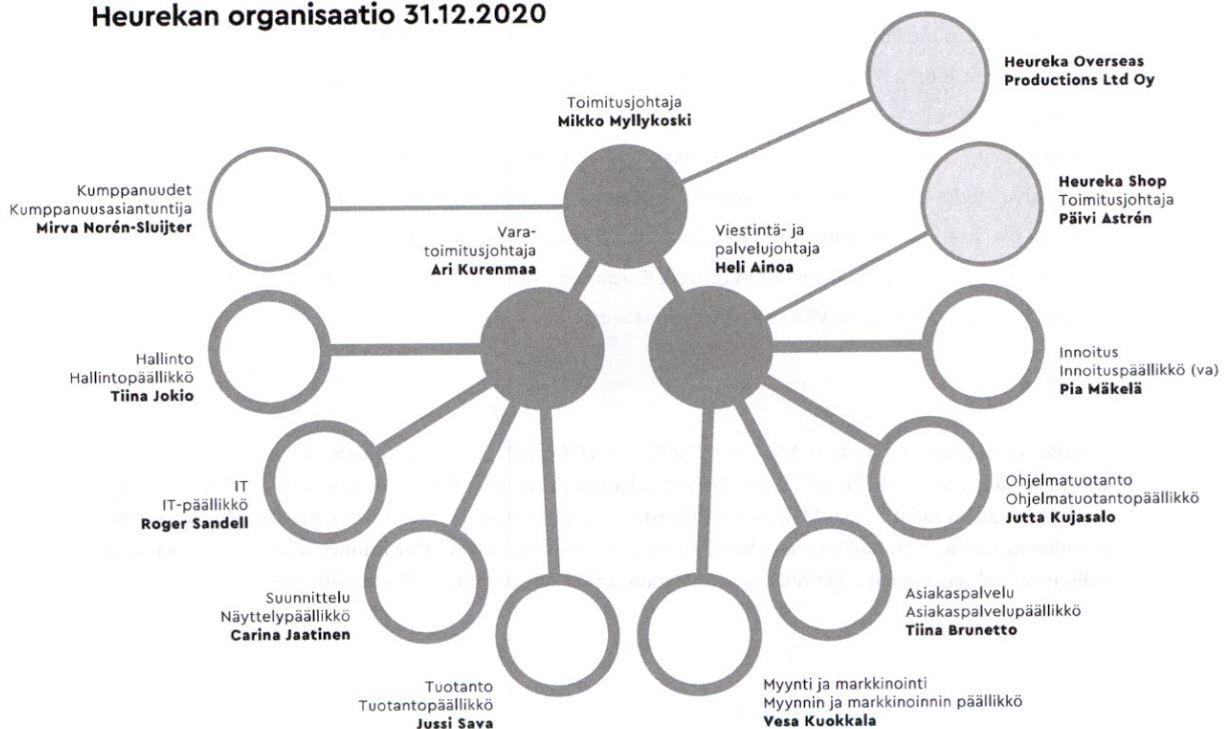 Heurekan organisaatio 31.12.2020
Heureka Overseas
Productions Ltd Oy
Toimitusjohtaja
Mikko Myllykoski
Heureka Shop
Toimitusjohtaja
Päivi Astrén
Kumppanuudet
Kumppanuusasiantuntija
Mirva Norén-Sluijter
Vara-
toimitusjohtaja
Ari Kurenmaa
Viestintä- ja
palvelujohtaja
Heli Ainoa
Hallinto
Hallintopäällikkö
Tiina Jokio
Innoitus
Innoituspäällikkö (va)
Pia Mäkelä
IT
IT-päällikkö
Roger Sandell
Ohjelmatuotanto
Ohjelmatuotantopäällikkö
Jutta Kujasalo
Suunnittelu
Näyttelypäällikkö
Carina Jaatinen
Asiakaspalvelu
Asiakaspalvelupäällikkö
Tiina Brunetto
Tuotanto
Tuotantopäällikkö
Jussi Sava
Myynti ja markkinointi
Myynnin ja markkinoinnin päällikkö
Vesa Kuokkala